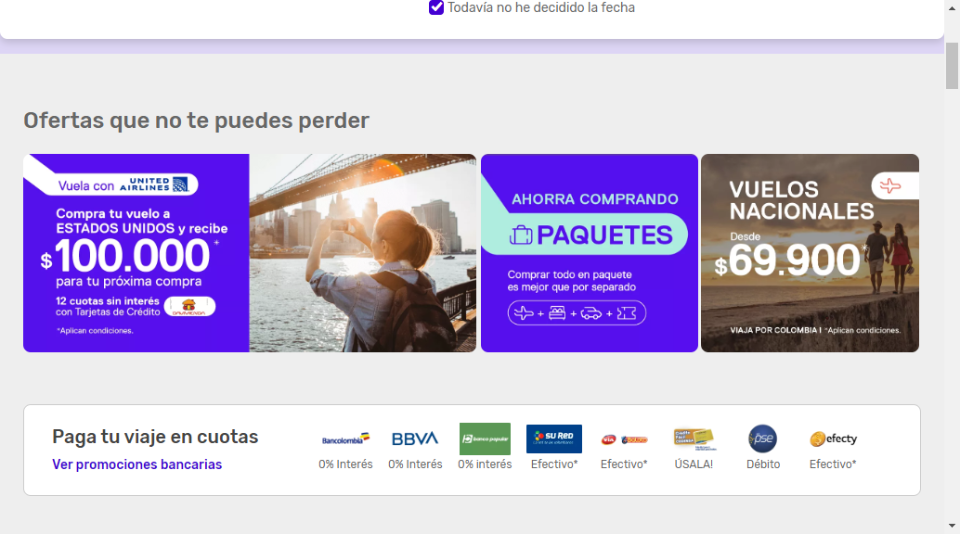 Todavía no he decidido la fecha
Ofertas que no te puedes perder
Vuela con UNITED AIRLINES
Compra tu vuelo a
ESTADOS UNIDOS y recibe
$100.000*
para tu próxima compra
12 cuotas sin interés
con Tarjetas de Crédito DAVIVIENDA
*Aplican condiciones.
AHORRA COMPRANDO
PAQUETES
Comprar todo en paquete
es mejor que por separado
+ + +
VUELOS
NACIONALES
Desde
$69.900*
VIAJA POR COLOMBIA | *Aplican condiciones.
Paga tu viaje en cuotas
Ver promociones bancarias
Bancolombia
0% Interés
BBVA
0% Interés
banco popular
0% interés
SU RED
Efectivo*
via
Efectivo*
ÚSALA!
pse
Débito
efecty
Efectivo*